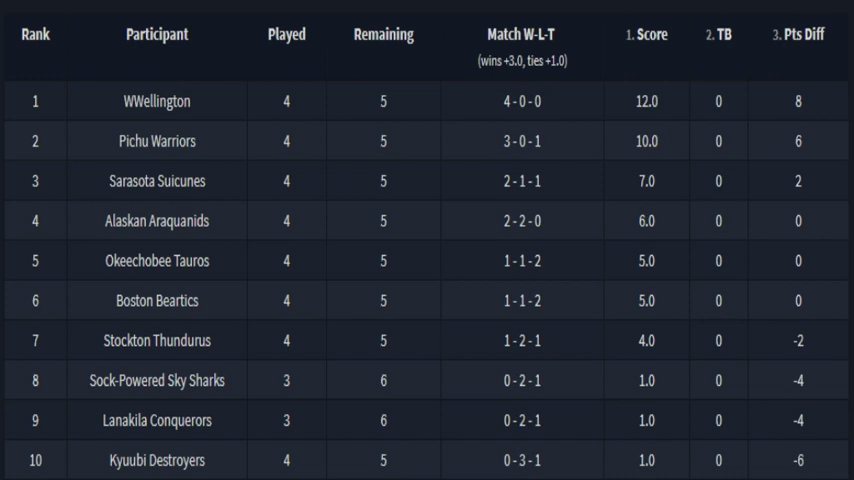 Rank Participant Played Remaining Match W-L-T 1. Score 2. TB 3. Pts Diff
(wins +3.0, ties +1.0)
1 WWellington 4 5 4 - 0 - 0 12.0 0 8
2 Pichu Warriors 4 5 3 - 0 - 1 10.0 0 6
3 Sarasota Suicunes 4 5 2 - 1 - 1 7.0 0 2
4 Alaskan Araquanids 4 5 2 - 2 - 0 6.0 0 0
5 Okeechobee Tauros 4 5 1 - 1 - 2 5.0 0 0
6 Boston Beartics 4 5 1 - 1 - 2 5.0 0 0
7 Stockton Thundurus 4 5 1 - 2 - 1 4.0 0 -2
8 Sock-Powered Sky Sharks 3 6 0 - 2 - 1 1.0 0 -4
9 Lanakila Conquerors 3 6 0 - 2 - 1 1.0 0 -4
10 Kyuubi Destroyers 4 5 0 - 3 - 1 1.0 0 -6